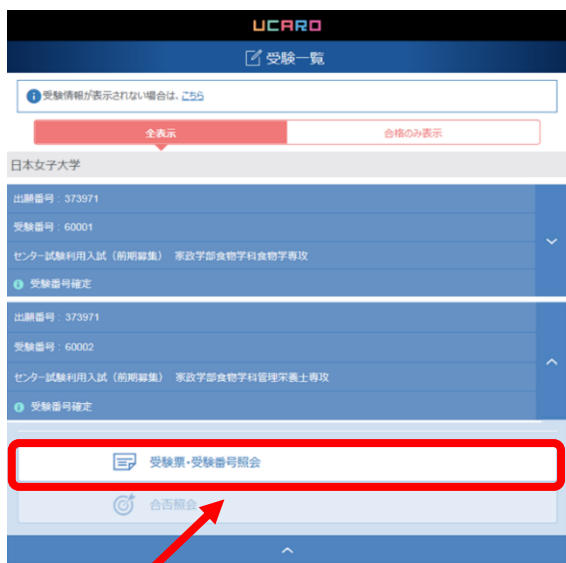 UCARO
受験一覧
受験情報が表示されない場合は、こちら
全表示 合格のみ表示
日本女子大学
出願番号：373971
受験番号：60001
センター試験利用入試（前期募集） 家政学部食物学科食物学専攻
受験番号確定
出願番号：373971
受験番号：60002
センター試験利用入試（前期募集） 家政学部食物学科管理栄養士専攻
受験番号確定
受験票・受験番号照会
合否照会